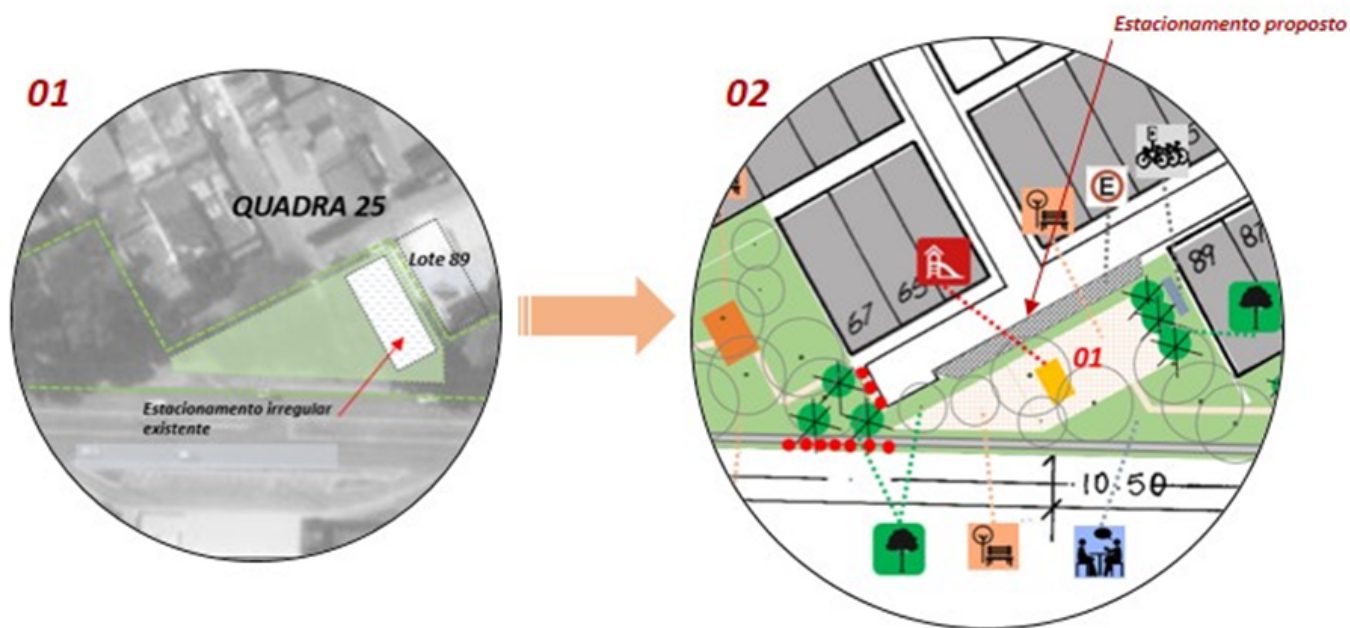 Estacionamento proposto
01
02
QUADRA 25
E
Lote 89
67
65
89
87
01
Estacionamento irregular
existente
10.50